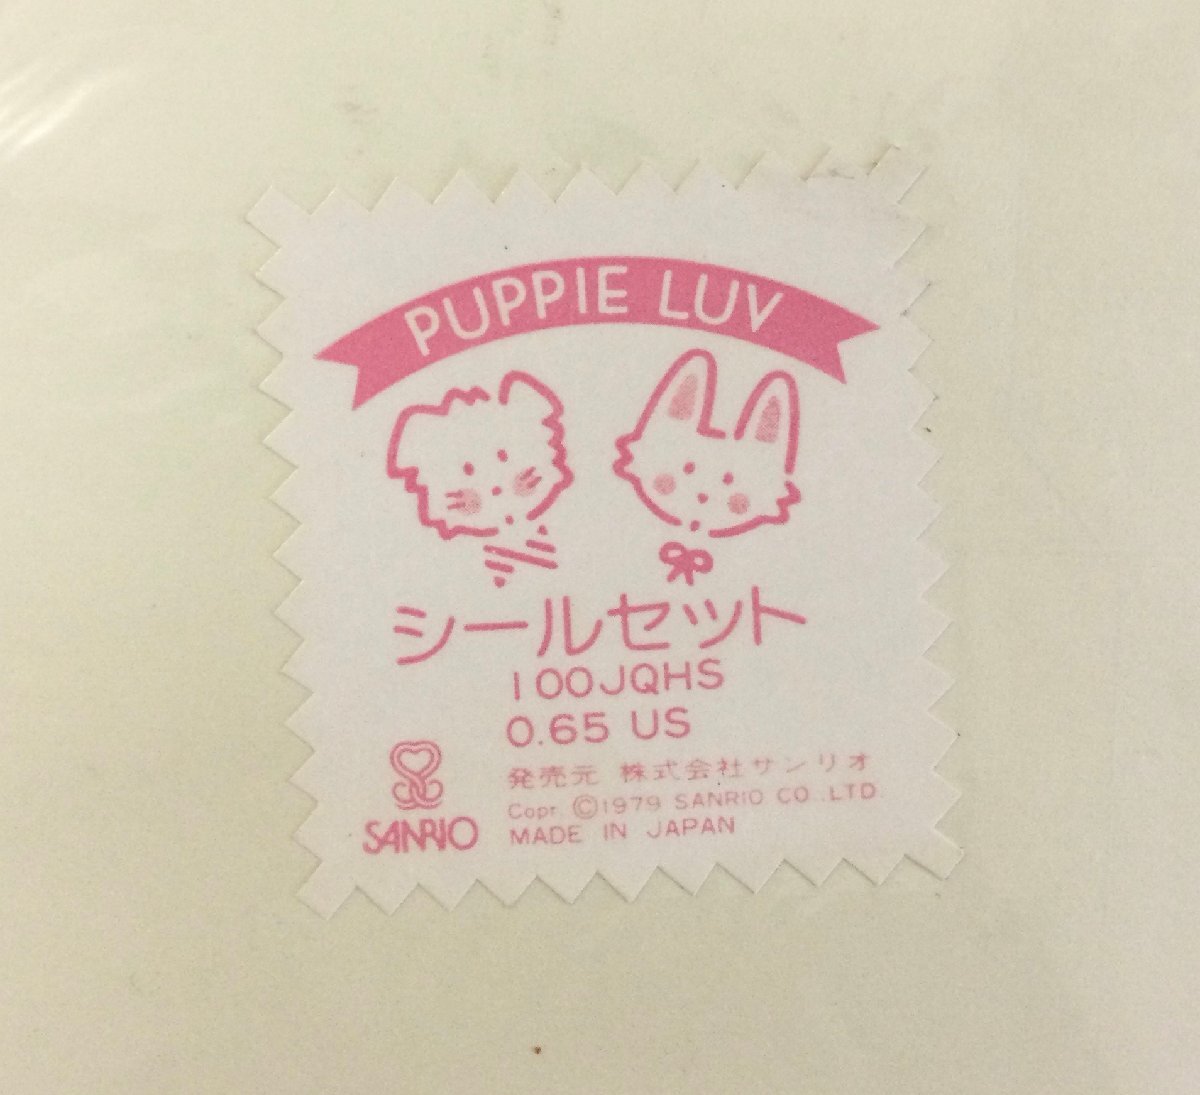 PUPPIE LUV
シールセット
100JQHS
0.65 US
発売元 株式会社サンリオ
Copr. ©1979 SANRIO CO.,LTD.
MADE IN JAPAN
SANRIO